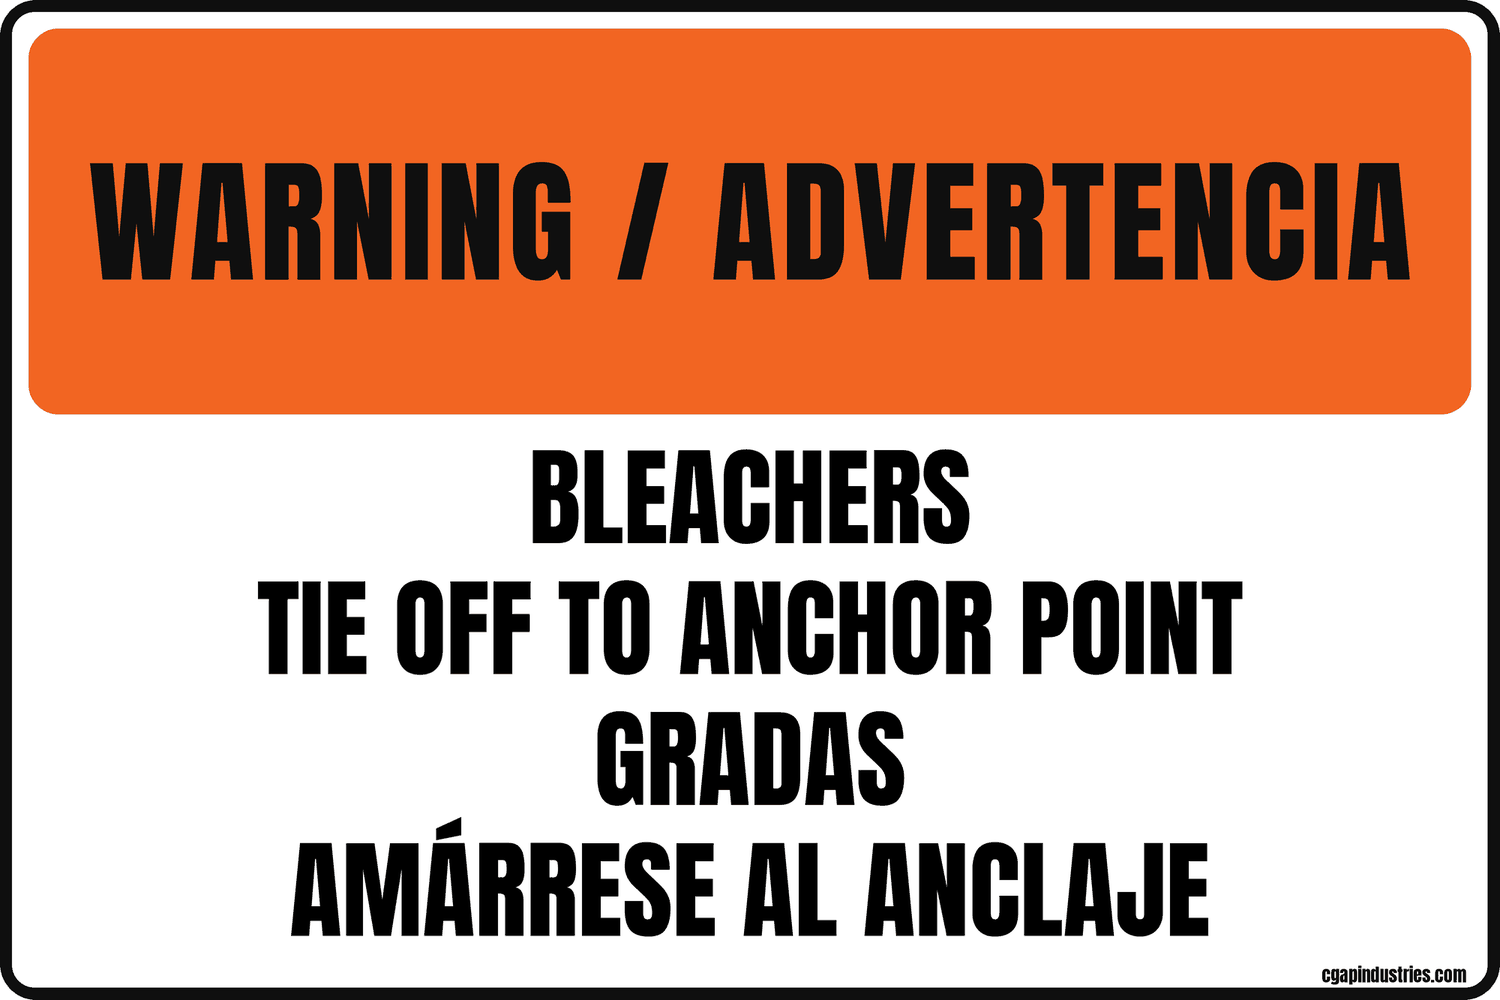 WARNING / ADVERTENCIA
BLEACHERS
TIE OFF TO ANCHOR POINT
GRADAS
AMÁRRESE AL ANCLAJE
cgapindustries.com